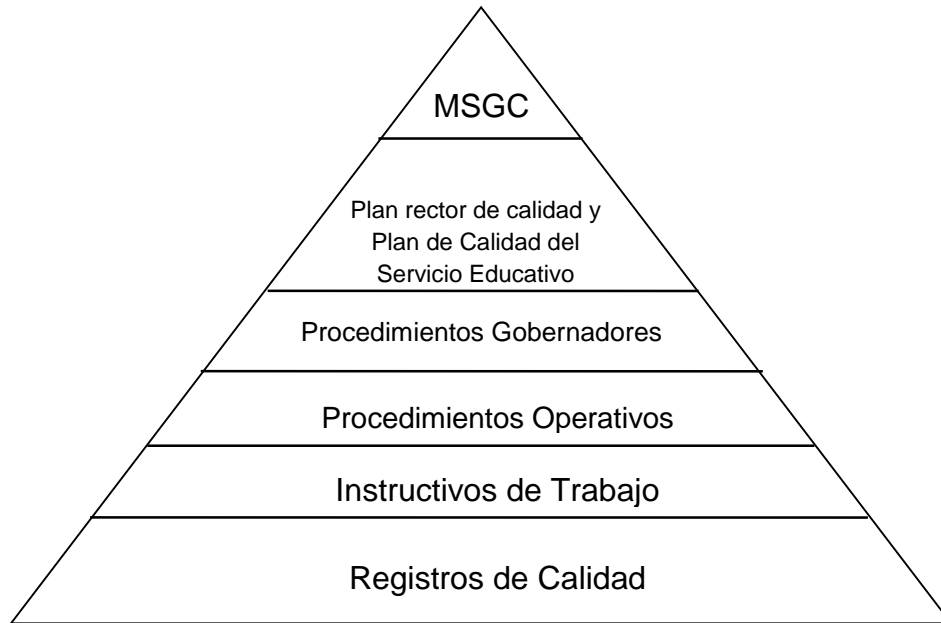 MSGC
Plan rector de calidad y
Plan de Calidad del
Servicio Educativo
Procedimientos Gobernadores
Procedimientos Operativos
Instructivos de Trabajo
Registros de Calidad